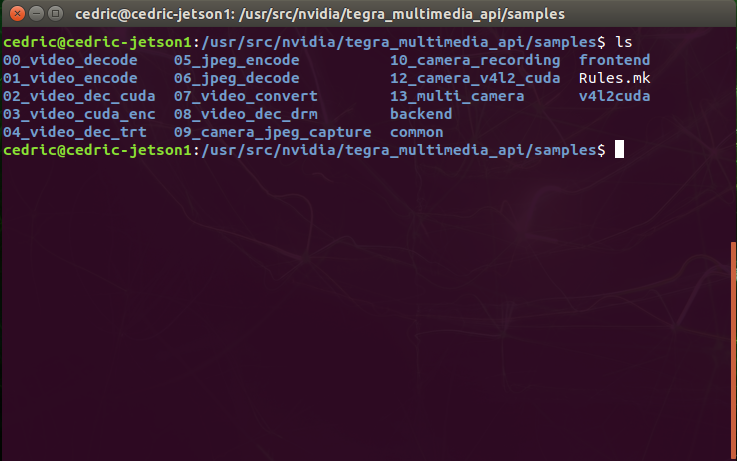 cedric@cedric-jetson1: /usr/src/nvidia/tegra_multimedia_api/samples
cedric@cedric-jetson1:/usr/src/nvidia/tegra_multimedia_api/samples$ ls
00_video_decode    05_jpeg_encode          10_camera_recording  frontend
01_video_encode    06_jpeg_decode          12_camera_v4l2_cuda  Rules.mk
02_video_dec_cuda  07_video_convert        13_multi_camera      v4l2cuda
03_video_cuda_enc  08_video_dec_drm        backend
04_video_dec_trt   09_camera_jpeg_capture  common
cedric@cedric-jetson1:/usr/src/nvidia/tegra_multimedia_api/samples$